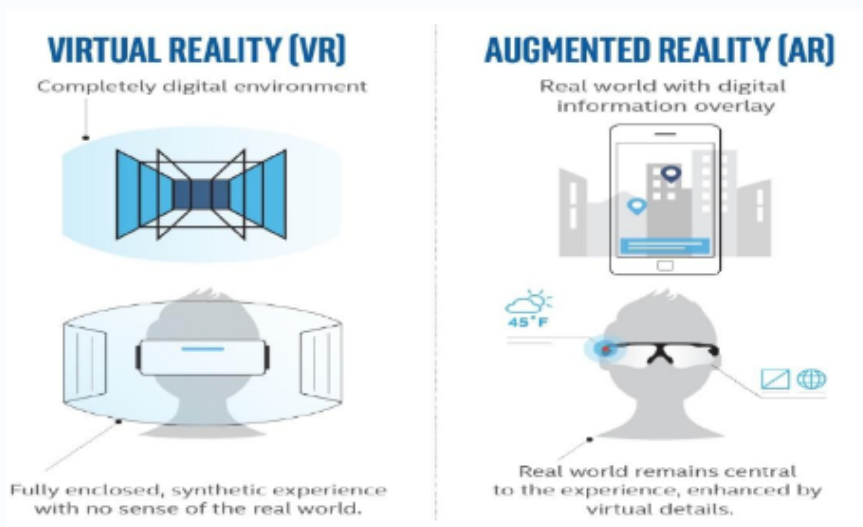 VIRTUAL REALITY (VR)
Completely digital environment
Fully enclosed, synthetic experience
with no sense of the real world.
AUGMENTED REALITY (AR)
Real world with digital
information overlay
45°F
Real world remains central
to the experience, enhanced by
virtual details.